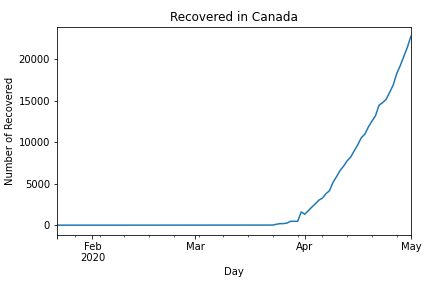 Recovered in Canada
Number of Recovered
20000
15000
10000
5000
0
Feb
2020
Mar
Apr
May
Day